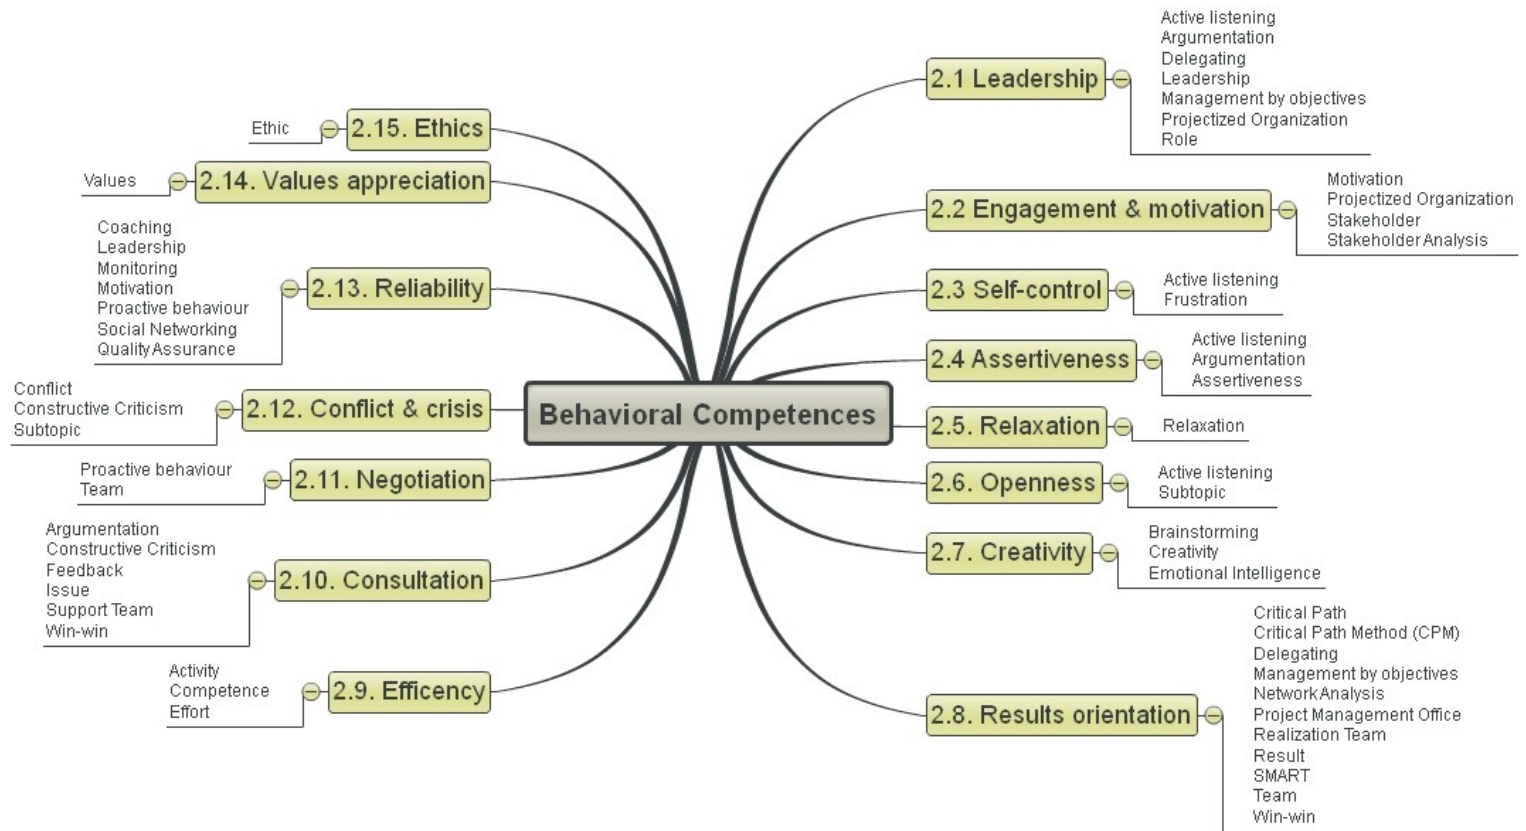 Behavioral Competences
2.1 Leadership
Active listening
Argumentation
Delegating
Leadership
Management by objectives
Projectized Organization
Role
2.2 Engagement & motivation
Motivation
Projectized Organization
Stakeholder
Stakeholder Analysis
2.3 Self-control
Active listening
Frustration
2.4 Assertiveness
Active listening
Argumentation
Assertiveness
2.5. Relaxation
Relaxation
2.6. Openness
Active listening
Subtopic
2.7. Creativity
Brainstorming
Creativity
Emotional Intelligence
2.8. Results orientation
Critical Path
Critical Path Method (CPM)
Delegating
Management by objectives
Network Analysis
Project Management Office
Realization Team
Result
SMART
Team
Win-win
2.9. Efficency
Activity
Competence
Effort
2.10. Consultation
Argumentation
Constructive Criticism
Feedback
Issue
Support Team
Win-win
2.11. Negotiation
Proactive behaviour
Team
2.12. Conflict & crisis
Conflict
Constructive Criticism
Subtopic
2.13. Reliability
Coaching
Leadership
Monitoring
Motivation
Proactive behaviour
Social Networking
Quality Assurance
2.14. Values appreciation
Values
2.15. Ethics
Ethic